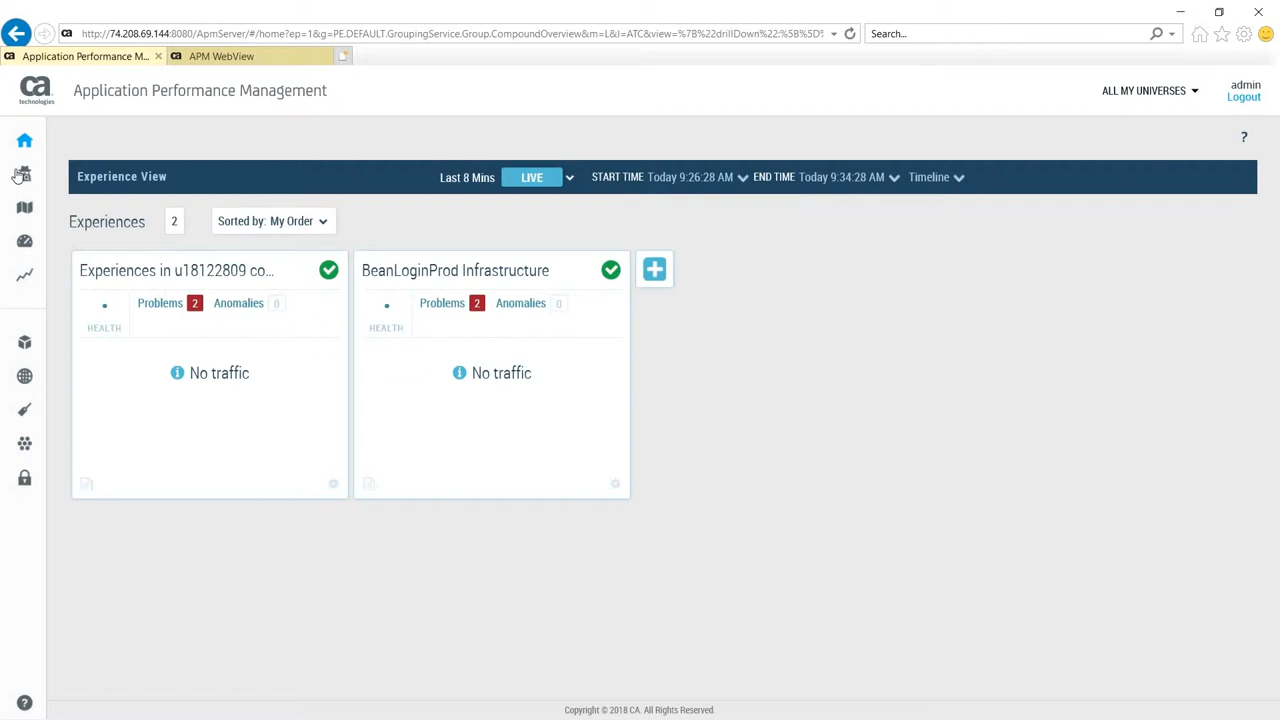 http://74.208.69.144:8080/ApmServer/#/home?ep=1&g=PE.DEFAULT.GroupingService.Group.CompoundOverview&m=L&l=ATC&view=%7B%22drillDown%22:%5B%5D%
Search...
Application Performance M...
APM WebView
ca
technologies
Application Performance Management
ALL MY UNIVERSES
admin
Logout
?
Experience View
Last 8 Mins
LIVE
START TIME Today 9:26:28 AM
END TIME Today 9:34:28 AM
Timeline
Experiences 2
Sorted by: My Order
Experiences in u18122809 co...
Problems 2 Anomalies 0
HEALTH
No traffic
BeanLoginProd Infrastructure
Problems 2 Anomalies 0
HEALTH
No traffic
?
Copyright © 2018 CA. All Rights Reserved.